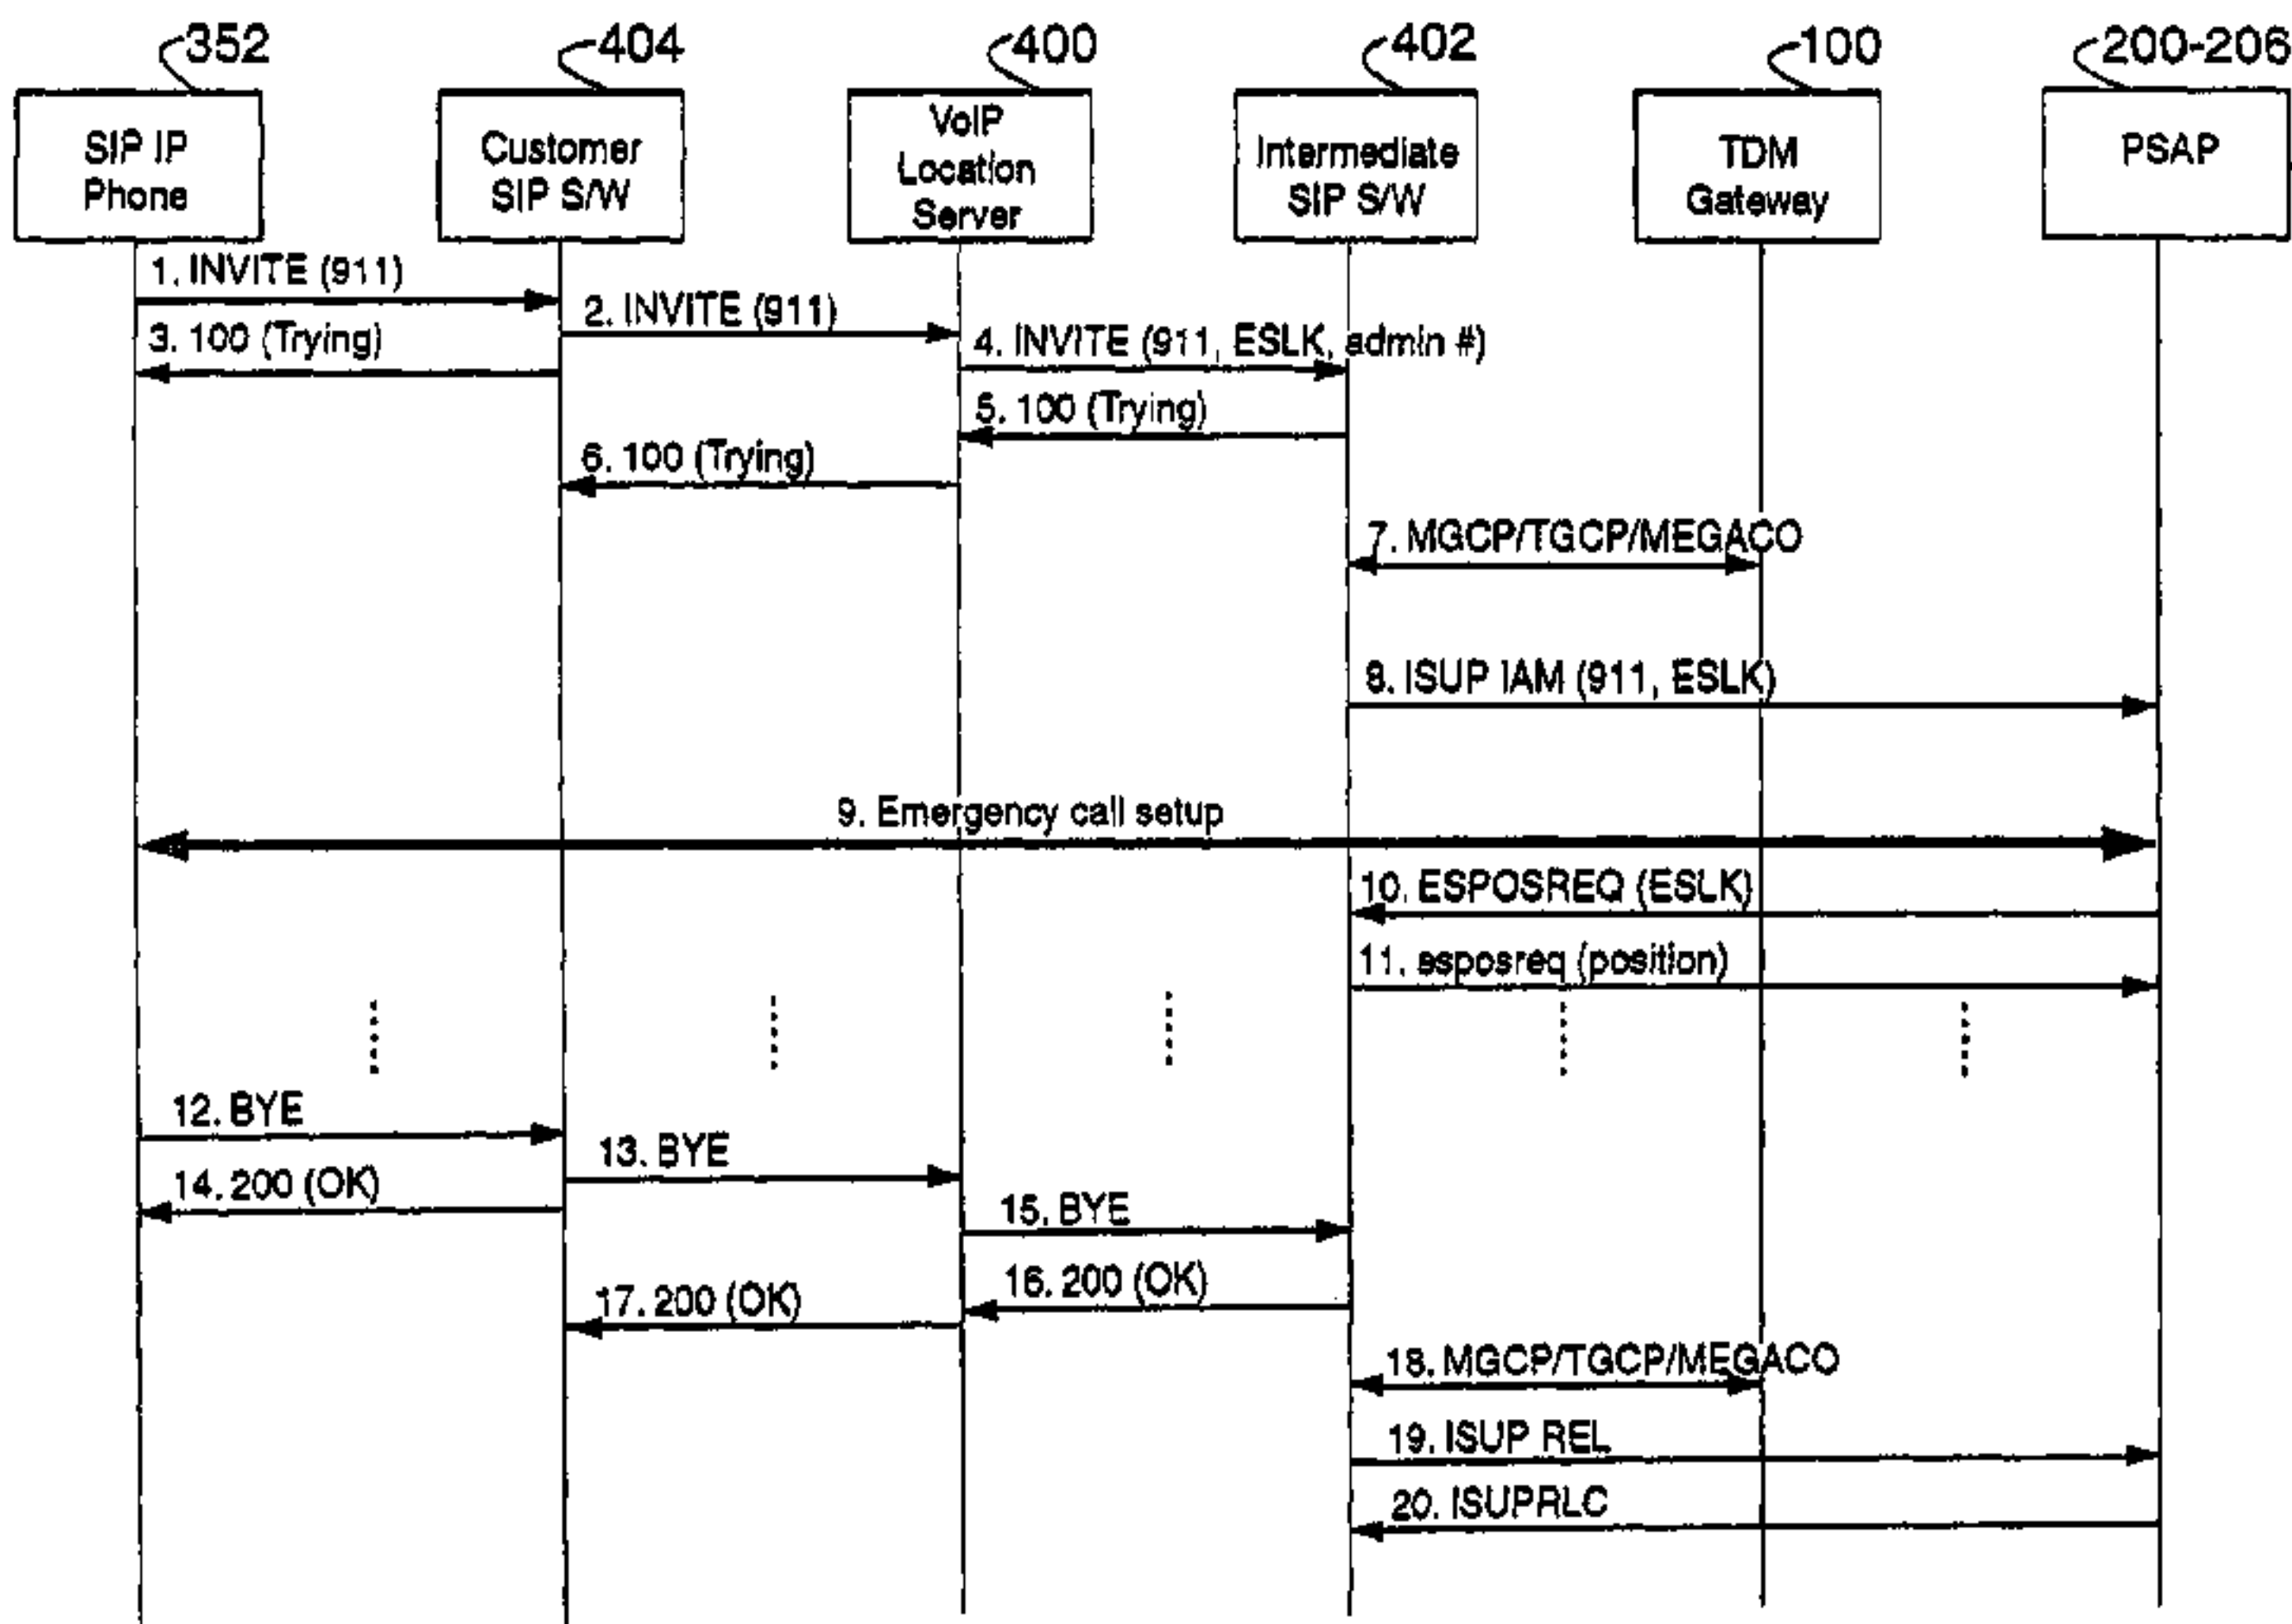 352
404
400
402
100
200-206
SIP IP
Phone
Customer
SIP S/W
VoIP
Location
Server
Intermediate
SIP S/W
TDM
Gateway
PSAP
1. INVITE (911)
2. INVITE (911)
3. 100 (Trying)
4. INVITE (911, ESLK, admin #)
5. 100 (Trying)
6. 100 (Trying)
7. MGCP/TGCP/MEGACO
8. ISUP IAM (911, ESLK)
9. Emergency call setup
10. ESPOSREQ (ESLK)
11. esposreq (position)
12. BYE
13. BYE
14. 200 (OK)
15. BYE
16. 200 (OK)
17. 200 (OK)
18. MGCP/TGCP/MEGACO
19. ISUP REL
20. ISUPRLC